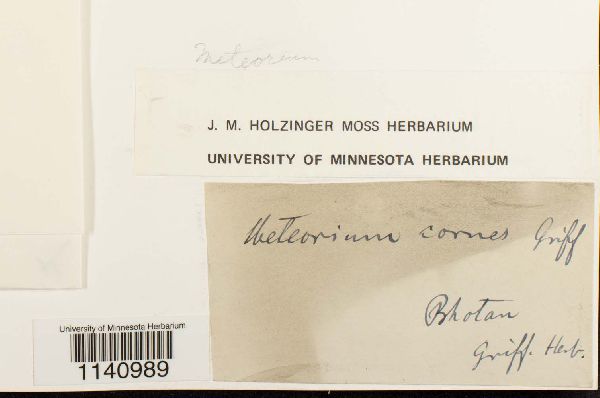 Meteorium
J. M. HOLZINGER MOSS HERBARIUM
UNIVERSITY OF MINNESOTA HERBARIUM
Meteorium cornes Griff
Bhotan
Griff. Herb.
University of Minnesota Herbarium
1140989